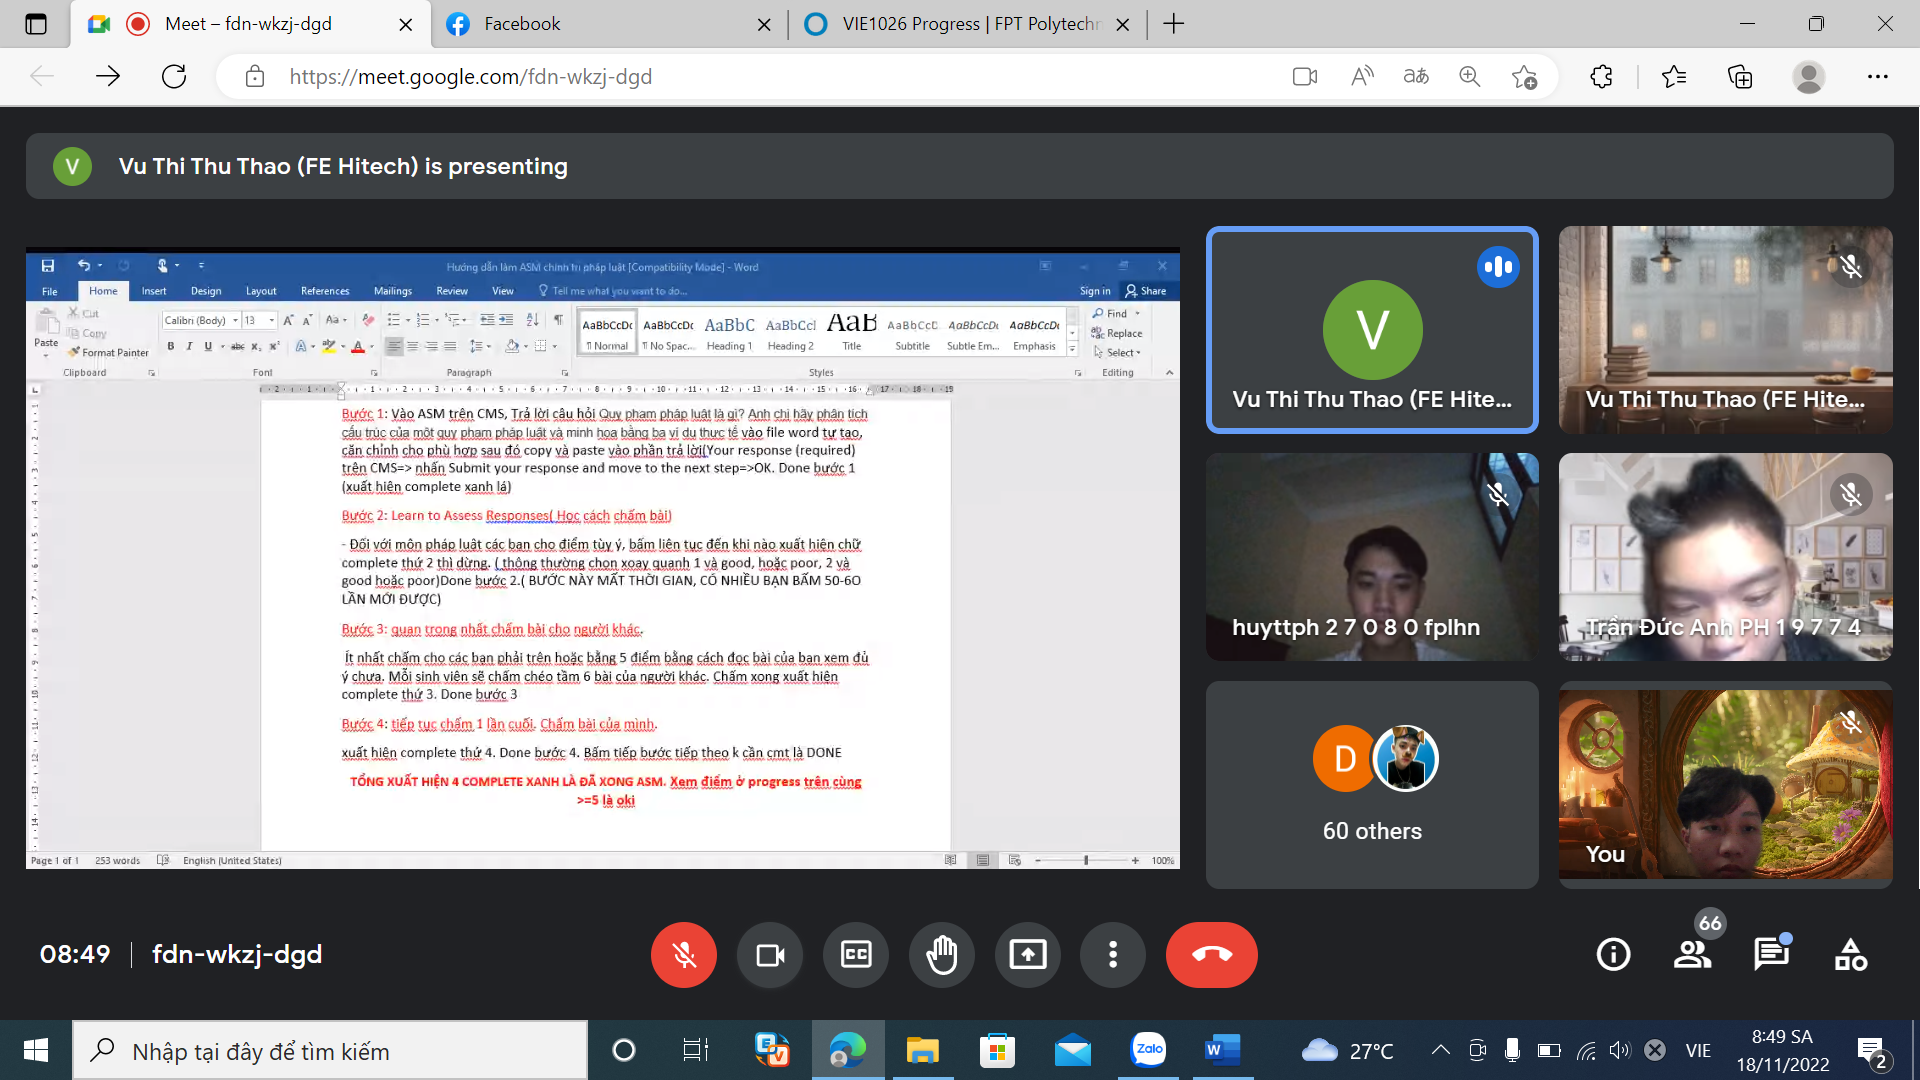 Meet – fdn-wkzj-dgd
Facebook
VIE1026 Progress | FPT Polytech
https://meet.google.com/fdn-wkzj-dgd
V
Vu Thi Thu Thao (FE Hitech) is presenting
Hướng dẫn làm ASM chính trị pháp luật [Compatibility Mode] - Word
File Home Insert Design Layout References Mailings Review View Tell me what you want to do... Sign in Share
Paste
Cut
Copy
Format Painter
Clipboard
Calibri (Body) 13
Font
Paragraph
AaBbCcDc AaBbCcDc AaBbC AaBbCcI AaB AaBbCcD AaBbCcDt AaBbCcDt
¶ Normal ¶ No Spac... Heading 1 Heading 2 Title Subtitle Subtle Em... Emphasis
Styles
Find
Replace
Select
Editing
Bước 1: Vào ASM trên CMS, Trả lời câu hỏi Quy phạm pháp luật là gì? Anh chị hãy phân tích
cấu trúc của một quy phạm pháp luật và minh họa bằng ba ví dụ thực tế vào file word tự tạo,
căn chỉnh cho phù hợp sau đó copy và paste vào phần trả lời(Your response (required)
trên CMS=> nhấn Submit your response and move to the next step=>OK. Done bước 1
(xuất hiện complete xanh lá)
Bước 2: Learn to Assess Responses( Học cách chấm bài)
- Đối với môn pháp luật các bạn cho điểm tùy ý, bấm liên tục đến khi nào xuất hiện chữ
complete thứ 2 thì dừng. ( thông thường chọn xoay quanh 1 và good, hoặc poor, 2 và
good hoặc poor)Done bước 2.( BƯỚC NÀY MẤT THỜI GIAN, CÓ NHIỀU BẠN BẤM 50-6O
LẦN MỚI ĐƯỢC)
Bước 3: quan trọng nhất chấm bài cho người khác.
Ít nhất chấm cho các bạn phải trên hoặc bằng 5 điểm bằng cách đọc bài của bạn xem đủ
ý chưa. Mỗi sinh viên sẽ chấm chéo tầm 6 bài của người khác. Chấm xong xuất hiện
complete thứ 3. Done bước 3
Bước 4: tiếp tục chấm 1 lần cuối. Chấm bài của mình.
xuất hiện complete thứ 4. Done bước 4. Bấm tiếp bước tiếp theo k cần cmt là DONE
TỔNG XUẤT HIỆN 4 COMPLETE XANH LÀ ĐÃ XONG ASM. Xem điểm ở progress trên cùng
>=5 là oki
Page 1 of 1 253 words English (United States) 100%
V
Vu Thi Thu Thao (FE Hite...
Vu Thi Thu Thao (FE Hite...
huyttph 2 7 0 8 0 fplhn
Trần Đức Anh PH 1 9 7 7 4
D
60 others
You
08:49 fdn-wkzj-dgd
CC
66
Nhập tại đây để tìm kiếm
Zalo
W
27°C
VIE
8:49 SA
18/11/2022
2